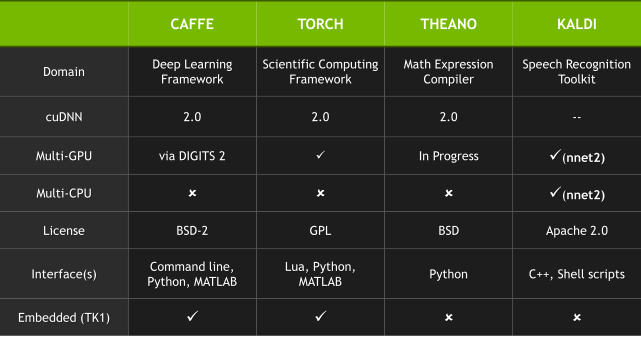 CAFFE TORCH THEANO KALDI
Domain Deep Learning Framework Scientific Computing Framework Math Expression Compiler Speech Recognition Toolkit
cuDNN 2.0 2.0 2.0 --
Multi-GPU via DIGITS 2 ✓ In Progress ✓(nnet2)
Multi-CPU ✗ ✗ ✗ ✓(nnet2)
License BSD-2 GPL BSD Apache 2.0
Interface(s) Command line, Python, MATLAB Lua, Python, MATLAB Python C++, Shell scripts
Embedded (TK1) ✓ ✓ ✗ ✗